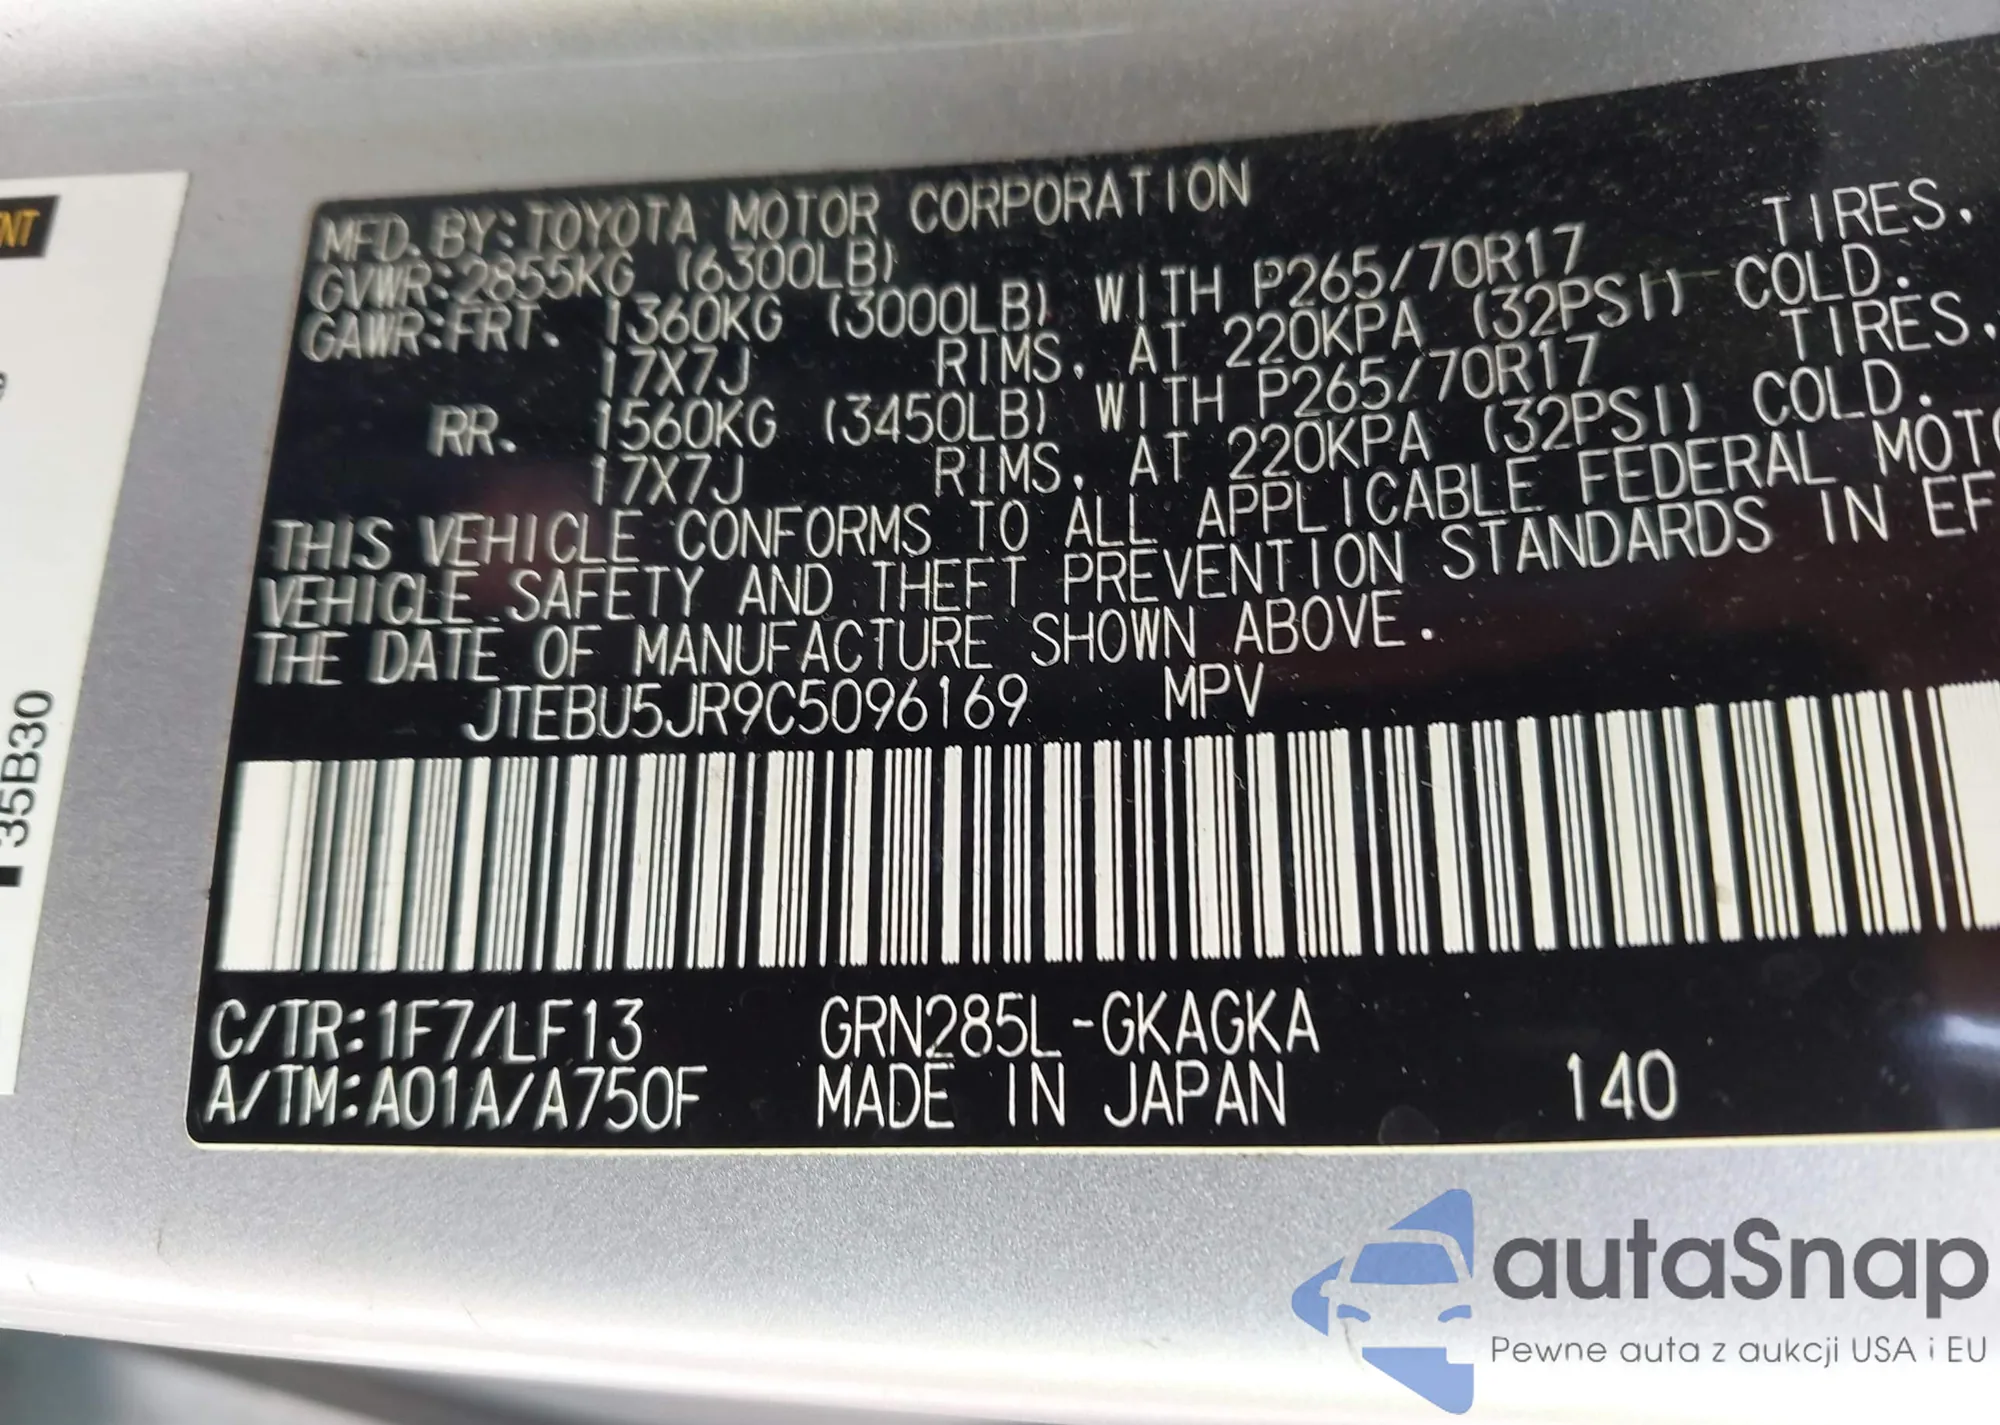 NT
35B30
MFD. BY: TOYOTA MOTOR CORPORATION
GVWR: 2855KG (6300LB)
GAWR: FRT. 1360KG (3000LB) WITH P265/70R17 TIRES,
17X7J RIMS, AT 220KPA (32PSI) COLD.
RR. 1560KG (3450LB) WITH P265/70R17 TIRES,
17X7J RIMS, AT 220KPA (32PSI) COLD.
THIS VEHICLE CONFORMS TO ALL APPLICABLE FEDERAL MOTO
VEHICLE SAFETY AND THEFT PREVENTION STANDARDS IN EF
THE DATE OF MANUFACTURE SHOWN ABOVE.
JTEBU5JR9C5096169 MPV
C/TR: 1F7/LF13 GRN285L-GKAGKA
A/TM: A01A/A750F MADE IN JAPAN 140
autaSnap
Pewne auta z aukcji USA i EU